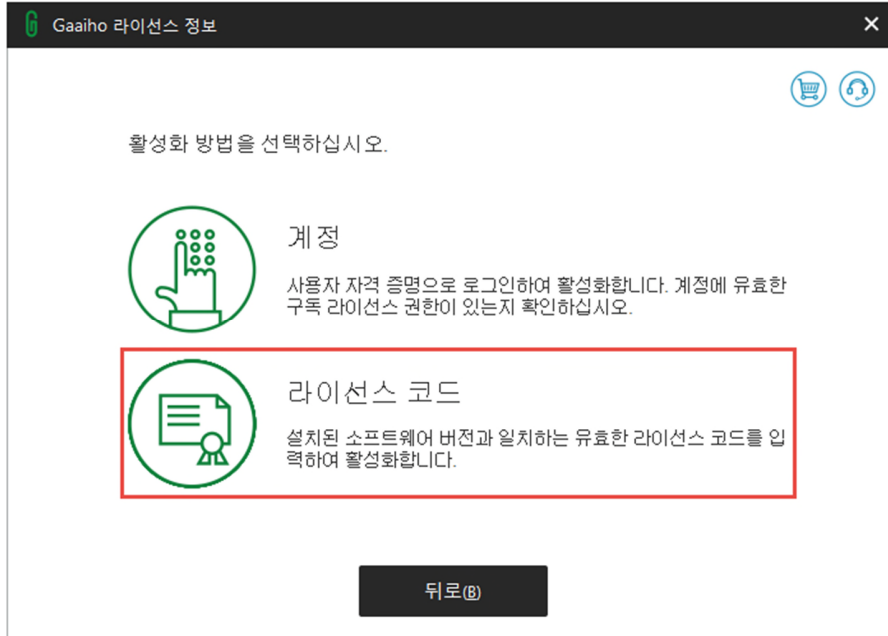 Gaaiho 라이선스 정보
활성화 방법을 선택하십시오.
계정
사용자 자격 증명으로 로그인하여 활성화합니다. 계정에 유효한
구독 라이선스 권한이 있는지 확인하십시오.
라이선스 코드
설치된 소프트웨어 버전과 일치하는 유효한 라이선스 코드를 입
력하여 활성화합니다.
뒤로(B)